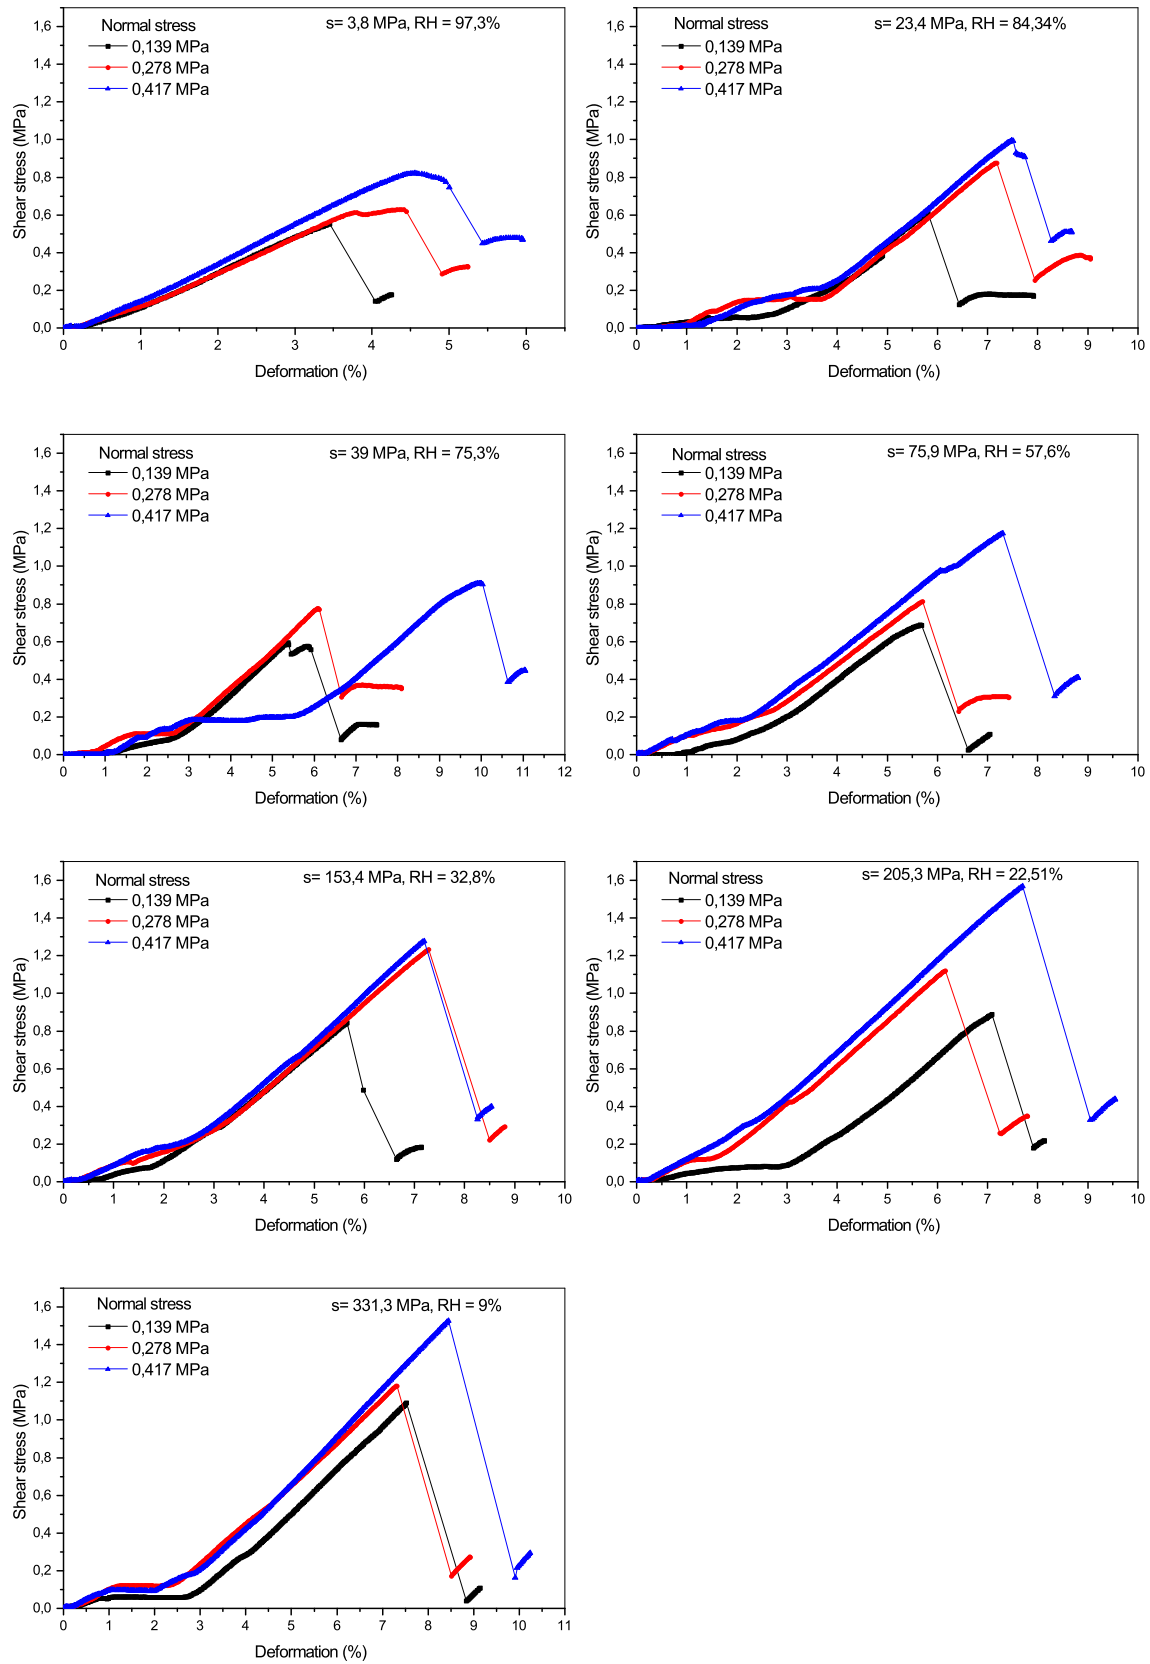 Normal stress
s= 3,8 MPa, RH = 97,3%
0,139 MPa
0,278 MPa
0,417 MPa
1,6
1,4
1,2
1,0
0,8
0,6
0,4
0,2
0,0
Shear stress (MPa)
0 1 2 3 4 5 6
Deformation (%)
Normal stress
s= 23,4 MPa, RH = 84,34%
0,139 MPa
0,278 MPa
0,417 MPa
1,6
1,4
1,2
1,0
0,8
0,6
0,4
0,2
0,0
Shear stress (MPa)
0 1 2 3 4 5 6 7 8 9 10
Deformation (%)
Normal stress
s= 39 MPa, RH = 75,3%
0,139 MPa
0,278 MPa
0,417 MPa
1,6
1,4
1,2
1,0
0,8
0,6
0,4
0,2
0,0
Shear stress (MPa)
0 1 2 3 4 5 6 7 8 9 10 11 12
Deformation (%)
Normal stress
s= 75,9 MPa, RH = 57,6%
0,139 MPa
0,278 MPa
0,417 MPa
1,6
1,4
1,2
1,0
0,8
0,6
0,4
0,2
0,0
Shear stress (MPa)
0 1 2 3 4 5 6 7 8 9 10
Deformation (%)
Normal stress
s= 153,4 MPa, RH = 32,8%
0,139 MPa
0,278 MPa
0,417 MPa
1,6
1,4
1,2
1,0
0,8
0,6
0,4
0,2
0,0
Shear stress (MPa)
0 1 2 3 4 5 6 7 8 9 10
Deformation (%)
Normal stress
s= 205,3 MPa, RH = 22,51%
0,139 MPa
0,278 MPa
0,417 MPa
1,6
1,4
1,2
1,0
0,8
0,6
0,4
0,2
0,0
Shear stress (MPa)
0 1 2 3 4 5 6 7 8 9 10
Deformation (%)
Normal stress
s= 331,3 MPa, RH = 9%
0,139 MPa
0,278 MPa
0,417 MPa
1,6
1,4
1,2
1,0
0,8
0,6
0,4
0,2
0,0
Shear stress (MPa)
0 1 2 3 4 5 6 7 8 9 10 11
Deformation (%)